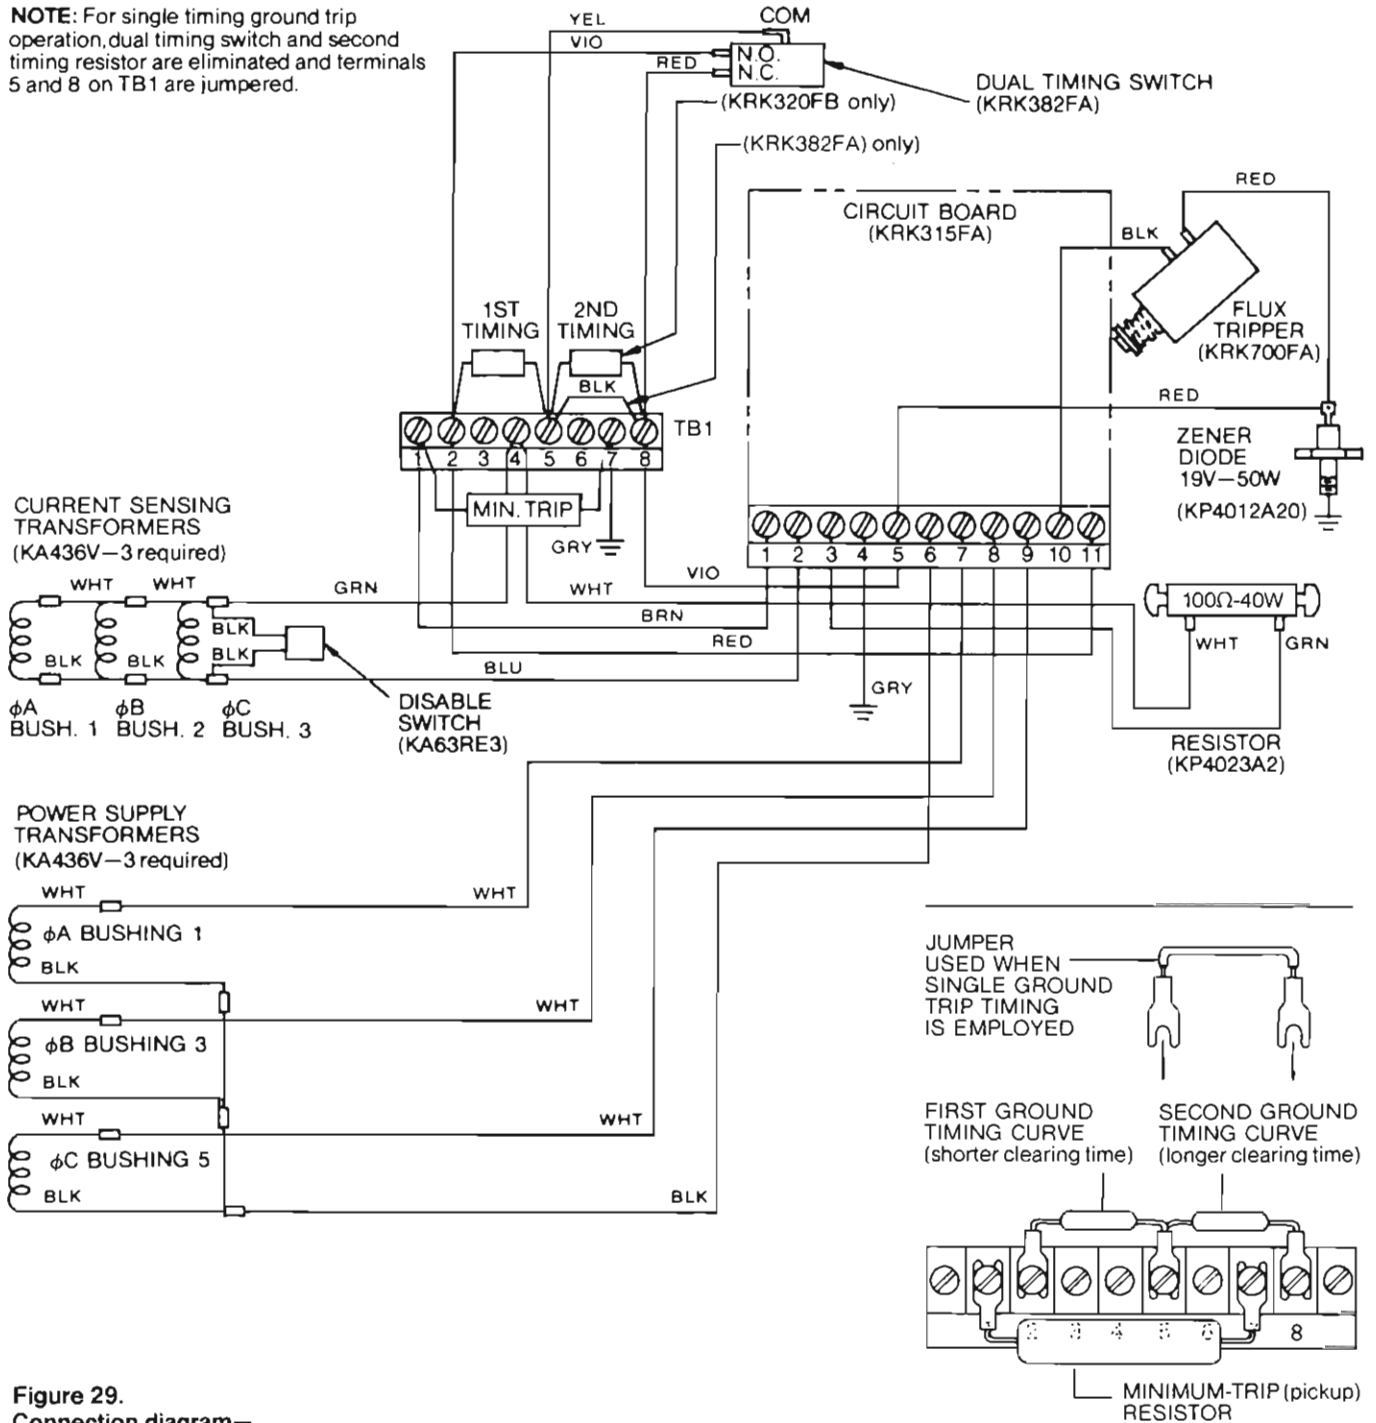 NOTE: For single timing ground trip
operation,dual timing switch and second
timing resistor are eliminated and terminals
5 and 8 on TB1 are jumpered.
YEL
COM
VIO
RED
N.O.
N.C.
DUAL TIMING SWITCH
(KRK382FA)
(KRK320FB only)
(KRK382FA) only)
CIRCUIT BOARD
(KRK315FA)
RED
BLK
FLUX
TRIPPER
(KRK700FA)
1ST
TIMING
2ND
TIMING
BLK
TB1
1 2 3 4 5 6 7 8
MIN. TRIP
GRY
RED
ZENER
DIODE
19V—50W
(KP4012A20)
1 2 3 4 5 6 7 8 9 10 11
CURRENT SENSING
TRANSFORMERS
(KA436V—3 required)
WHT WHT
GRN
WHT
VIO
BRN
RED
BLU
BLK
BLK
BLK BLK
GRY
100Ω-40W
WHT GRN
RESISTOR
(KP4023A2)
ϕA
BUSH. 1
ϕB
BUSH. 2
ϕC
BUSH. 3
DISABLE
SWITCH
(KA63RE3)
POWER SUPPLY
TRANSFORMERS
(KA436V—3 required)
WHT
WHT
ϕA BUSHING 1
BLK
WHT
WHT
ϕB BUSHING 3
BLK
WHT
WHT
ϕC BUSHING 5
BLK
BLK
JUMPER
USED WHEN
SINGLE GROUND
TRIP TIMING
IS EMPLOYED
FIRST GROUND
TIMING CURVE
(shorter clearing time)
SECOND GROUND
TIMING CURVE
(longer clearing time)
2 3 4 5 6 8
MINIMUM-TRIP (pickup)
RESISTOR
Figure 29.
Connection diagram—